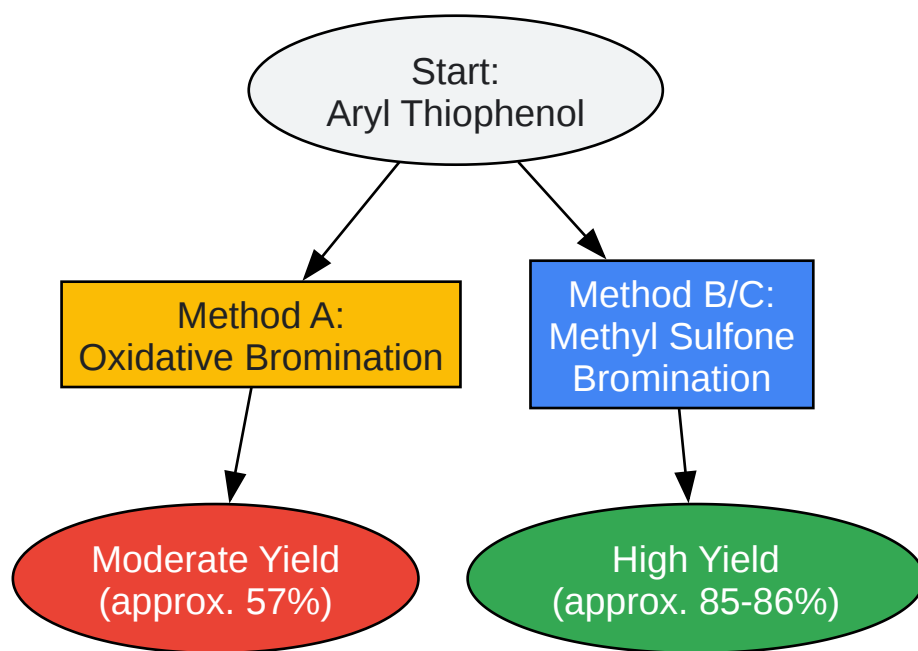 Start:
Aryl Thiophenol
Method A:
Oxidative Bromination
Method B/C:
Methyl Sulfone
Bromination
Moderate Yield
(approx. 57%)
High Yield
(approx. 85-86%)